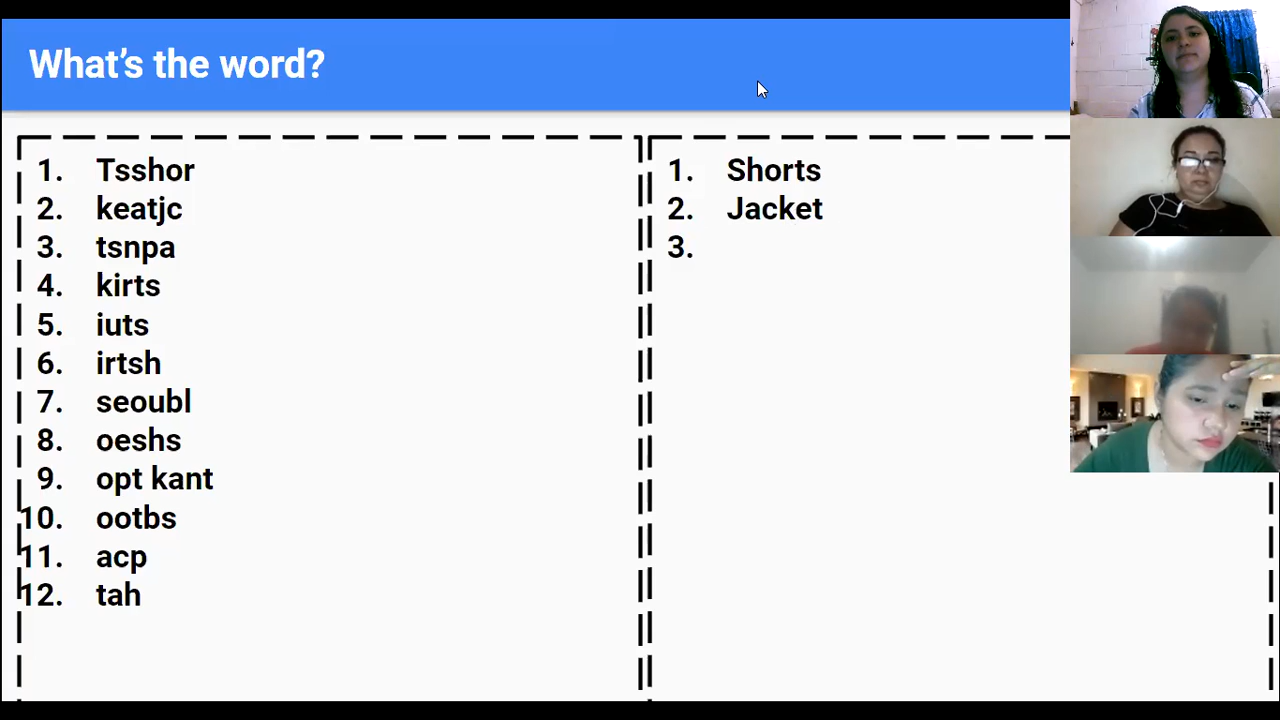 What's the word?
1. Tsshor
2. keatjc
3. tsnpa
4. kirts
5. iuts
6. irtsh
7. seoubl
8. oeshs
9. opt kant
10. ootbs
11. acp
12. tah
1. Shorts
2. Jacket
3.